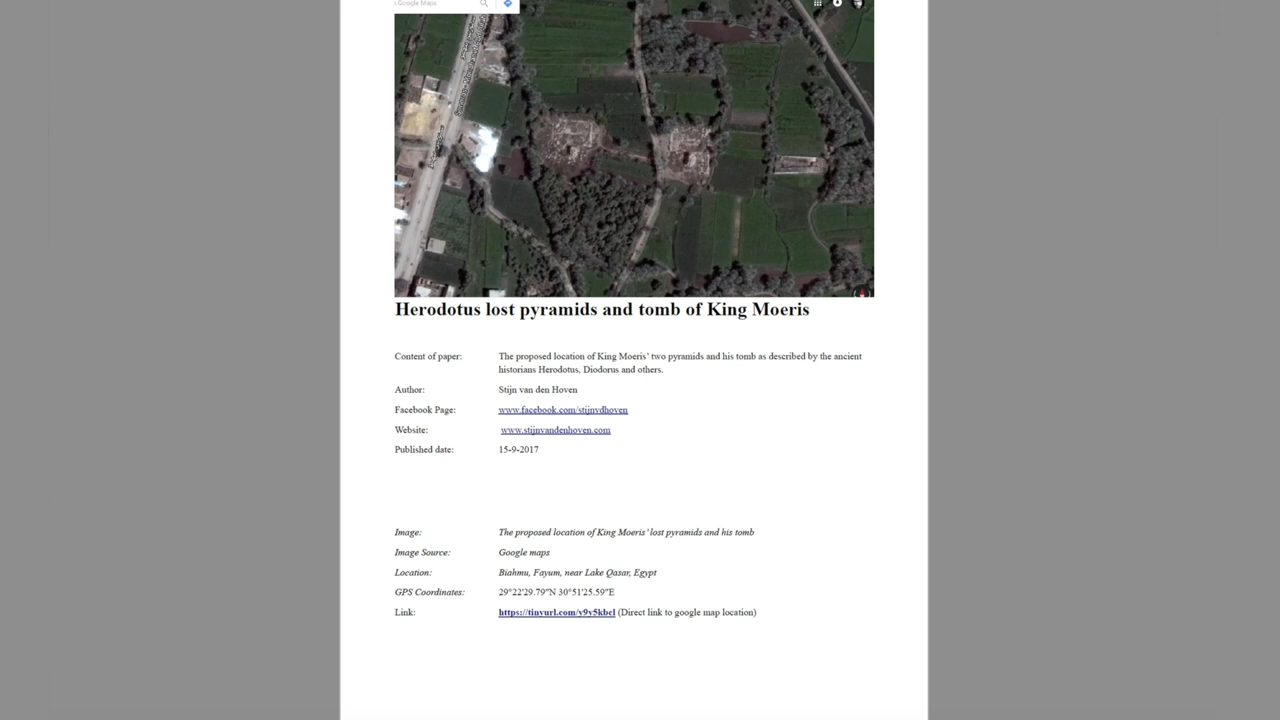 Google Maps
Herodotus lost pyramids and tomb of King Moeris
Content of paper: The proposed location of King Moeris' two pyramids and his tomb as described by the ancient
historians Herodotus, Diodorus and others.
Author: Stijn van den Hoven
Facebook Page: www.facebook.com/stijnvdhoven
Website: www.stijnvandenhoven.com
Published date: 15-9-2017
Image: The proposed location of King Moeris' lost pyramids and his tomb
Image Source: Google maps
Location: Biahmu, Fayum, near Lake Qasar, Egypt
GPS Coordinates: 29°22'29.79"N 30°51'25.59"E
Link: https://tinyurl.com/y9y5kbcl (Direct link to google map location)